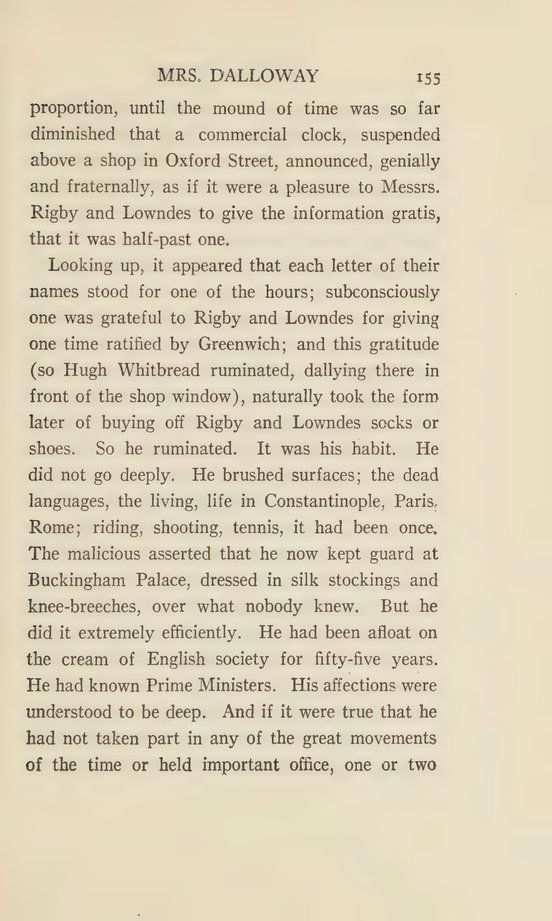 MRS. DALLOWAY 155
proportion, until the mound of time was so far
diminished that a commercial clock, suspended
above a shop in Oxford Street, announced, genially
and fraternally, as if it were a pleasure to Messrs.
Rigby and Lowndes to give the information gratis,
that it was half-past one.
Looking up, it appeared that each letter of their
names stood for one of the hours; subconsciously
one was grateful to Rigby and Lowndes for giving
one time ratified by Greenwich; and this gratitude
(so Hugh Whitbread ruminated, dallying there in
front of the shop window), naturally took the form
later of buying off Rigby and Lowndes socks or
shoes. So he ruminated. It was his habit. He
did not go deeply. He brushed surfaces; the dead
languages, the living, life in Constantinople, Paris,
Rome; riding, shooting, tennis, it had been once.
The malicious asserted that he now kept guard at
Buckingham Palace, dressed in silk stockings and
knee-breeches, over what nobody knew. But he
did it extremely efficiently. He had been afloat on
the cream of English society for fifty-five years.
He had known Prime Ministers. His affections were
understood to be deep. And if it were true that he
had not taken part in any of the great movements
of the time or held important office, one or two